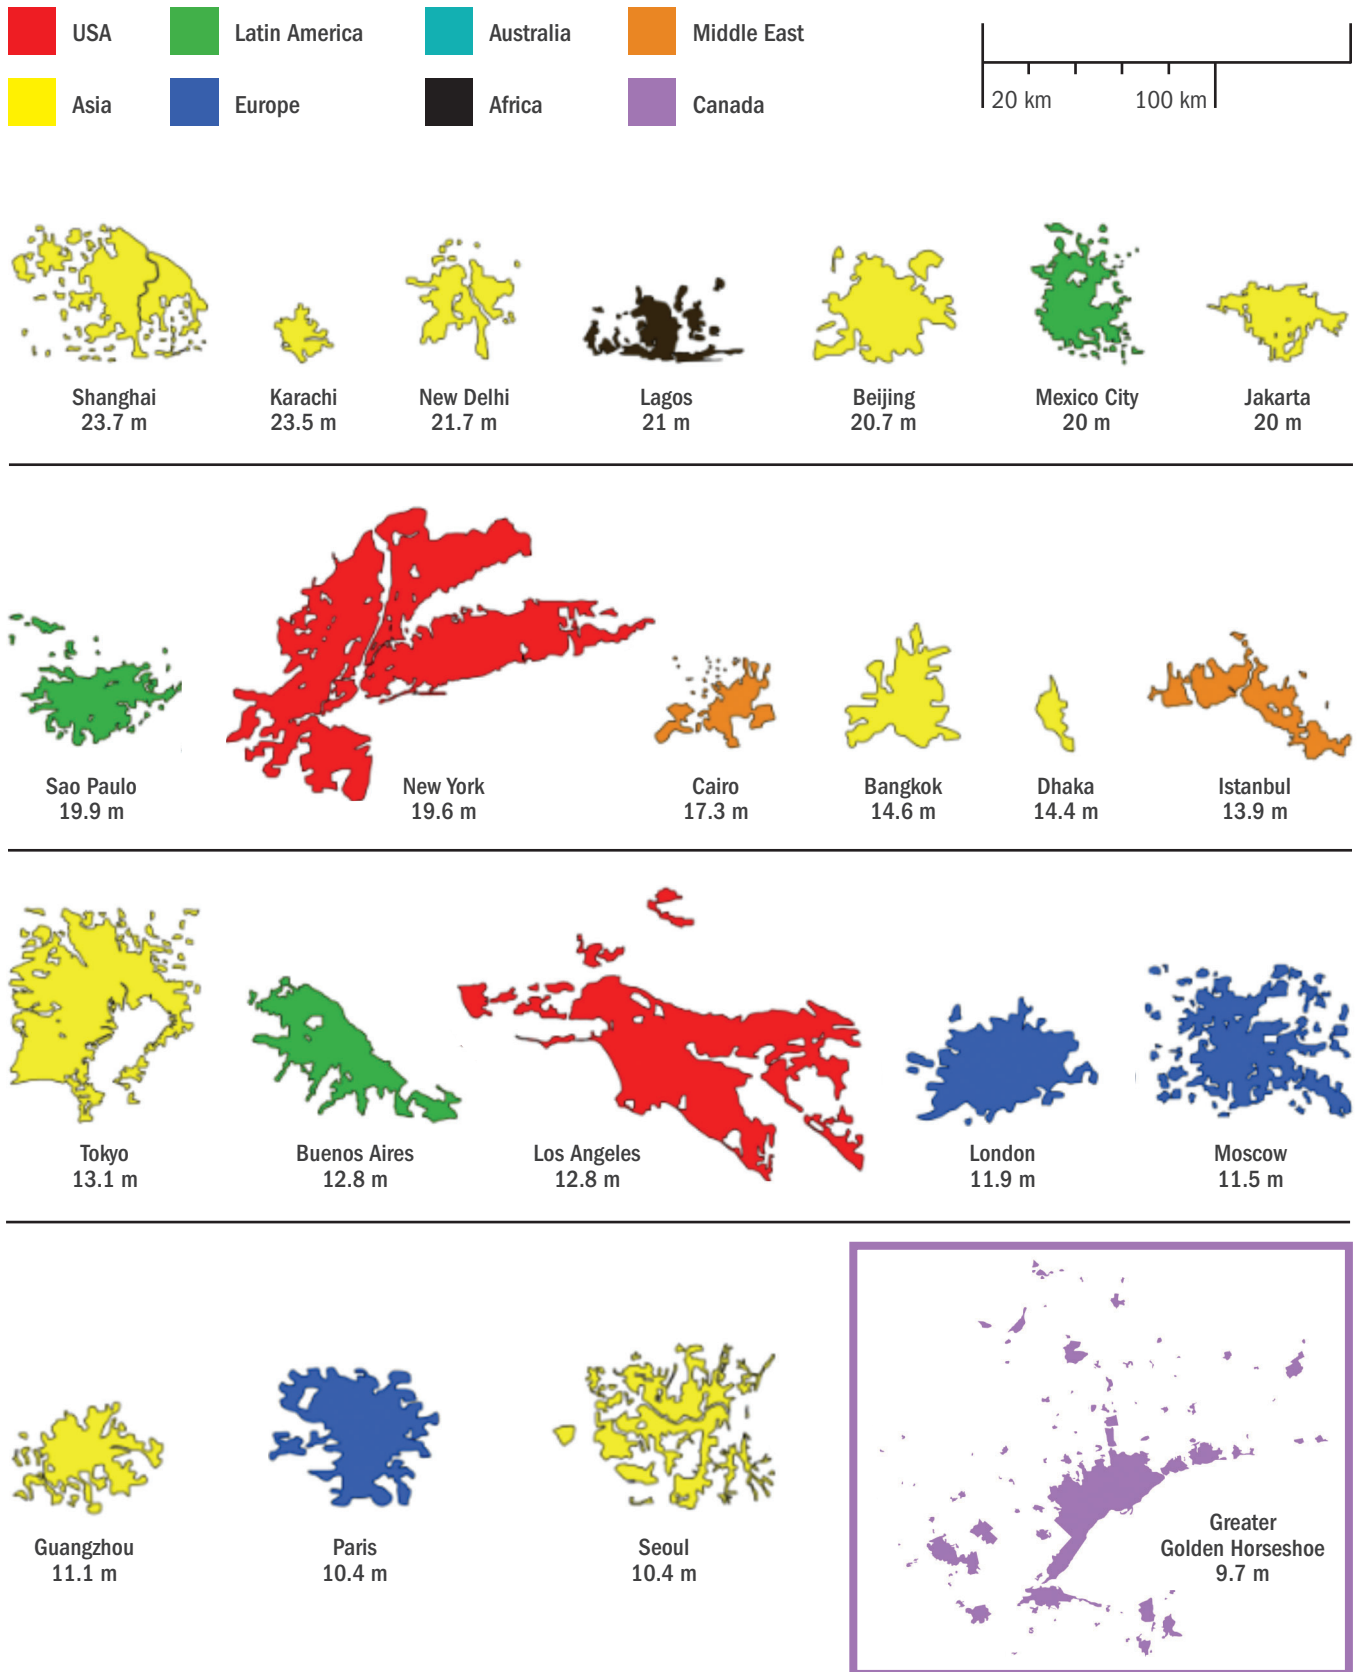 USA
Latin America
Australia
Middle East
Asia
Europe
Africa
Canada
20 km
100 km
Shanghai
23.7 m
Karachi
23.5 m
New Delhi
21.7 m
Lagos
21 m
Beijing
20.7 m
Mexico City
20 m
Jakarta
20 m
Sao Paulo
19.9 m
New York
19.6 m
Cairo
17.3 m
Bangkok
14.6 m
Dhaka
14.4 m
Istanbul
13.9 m
Tokyo
13.1 m
Buenos Aires
12.8 m
Los Angeles
12.8 m
London
11.9 m
Moscow
11.5 m
Guangzhou
11.1 m
Paris
10.4 m
Seoul
10.4 m
Greater
Golden Horseshoe
9.7 m